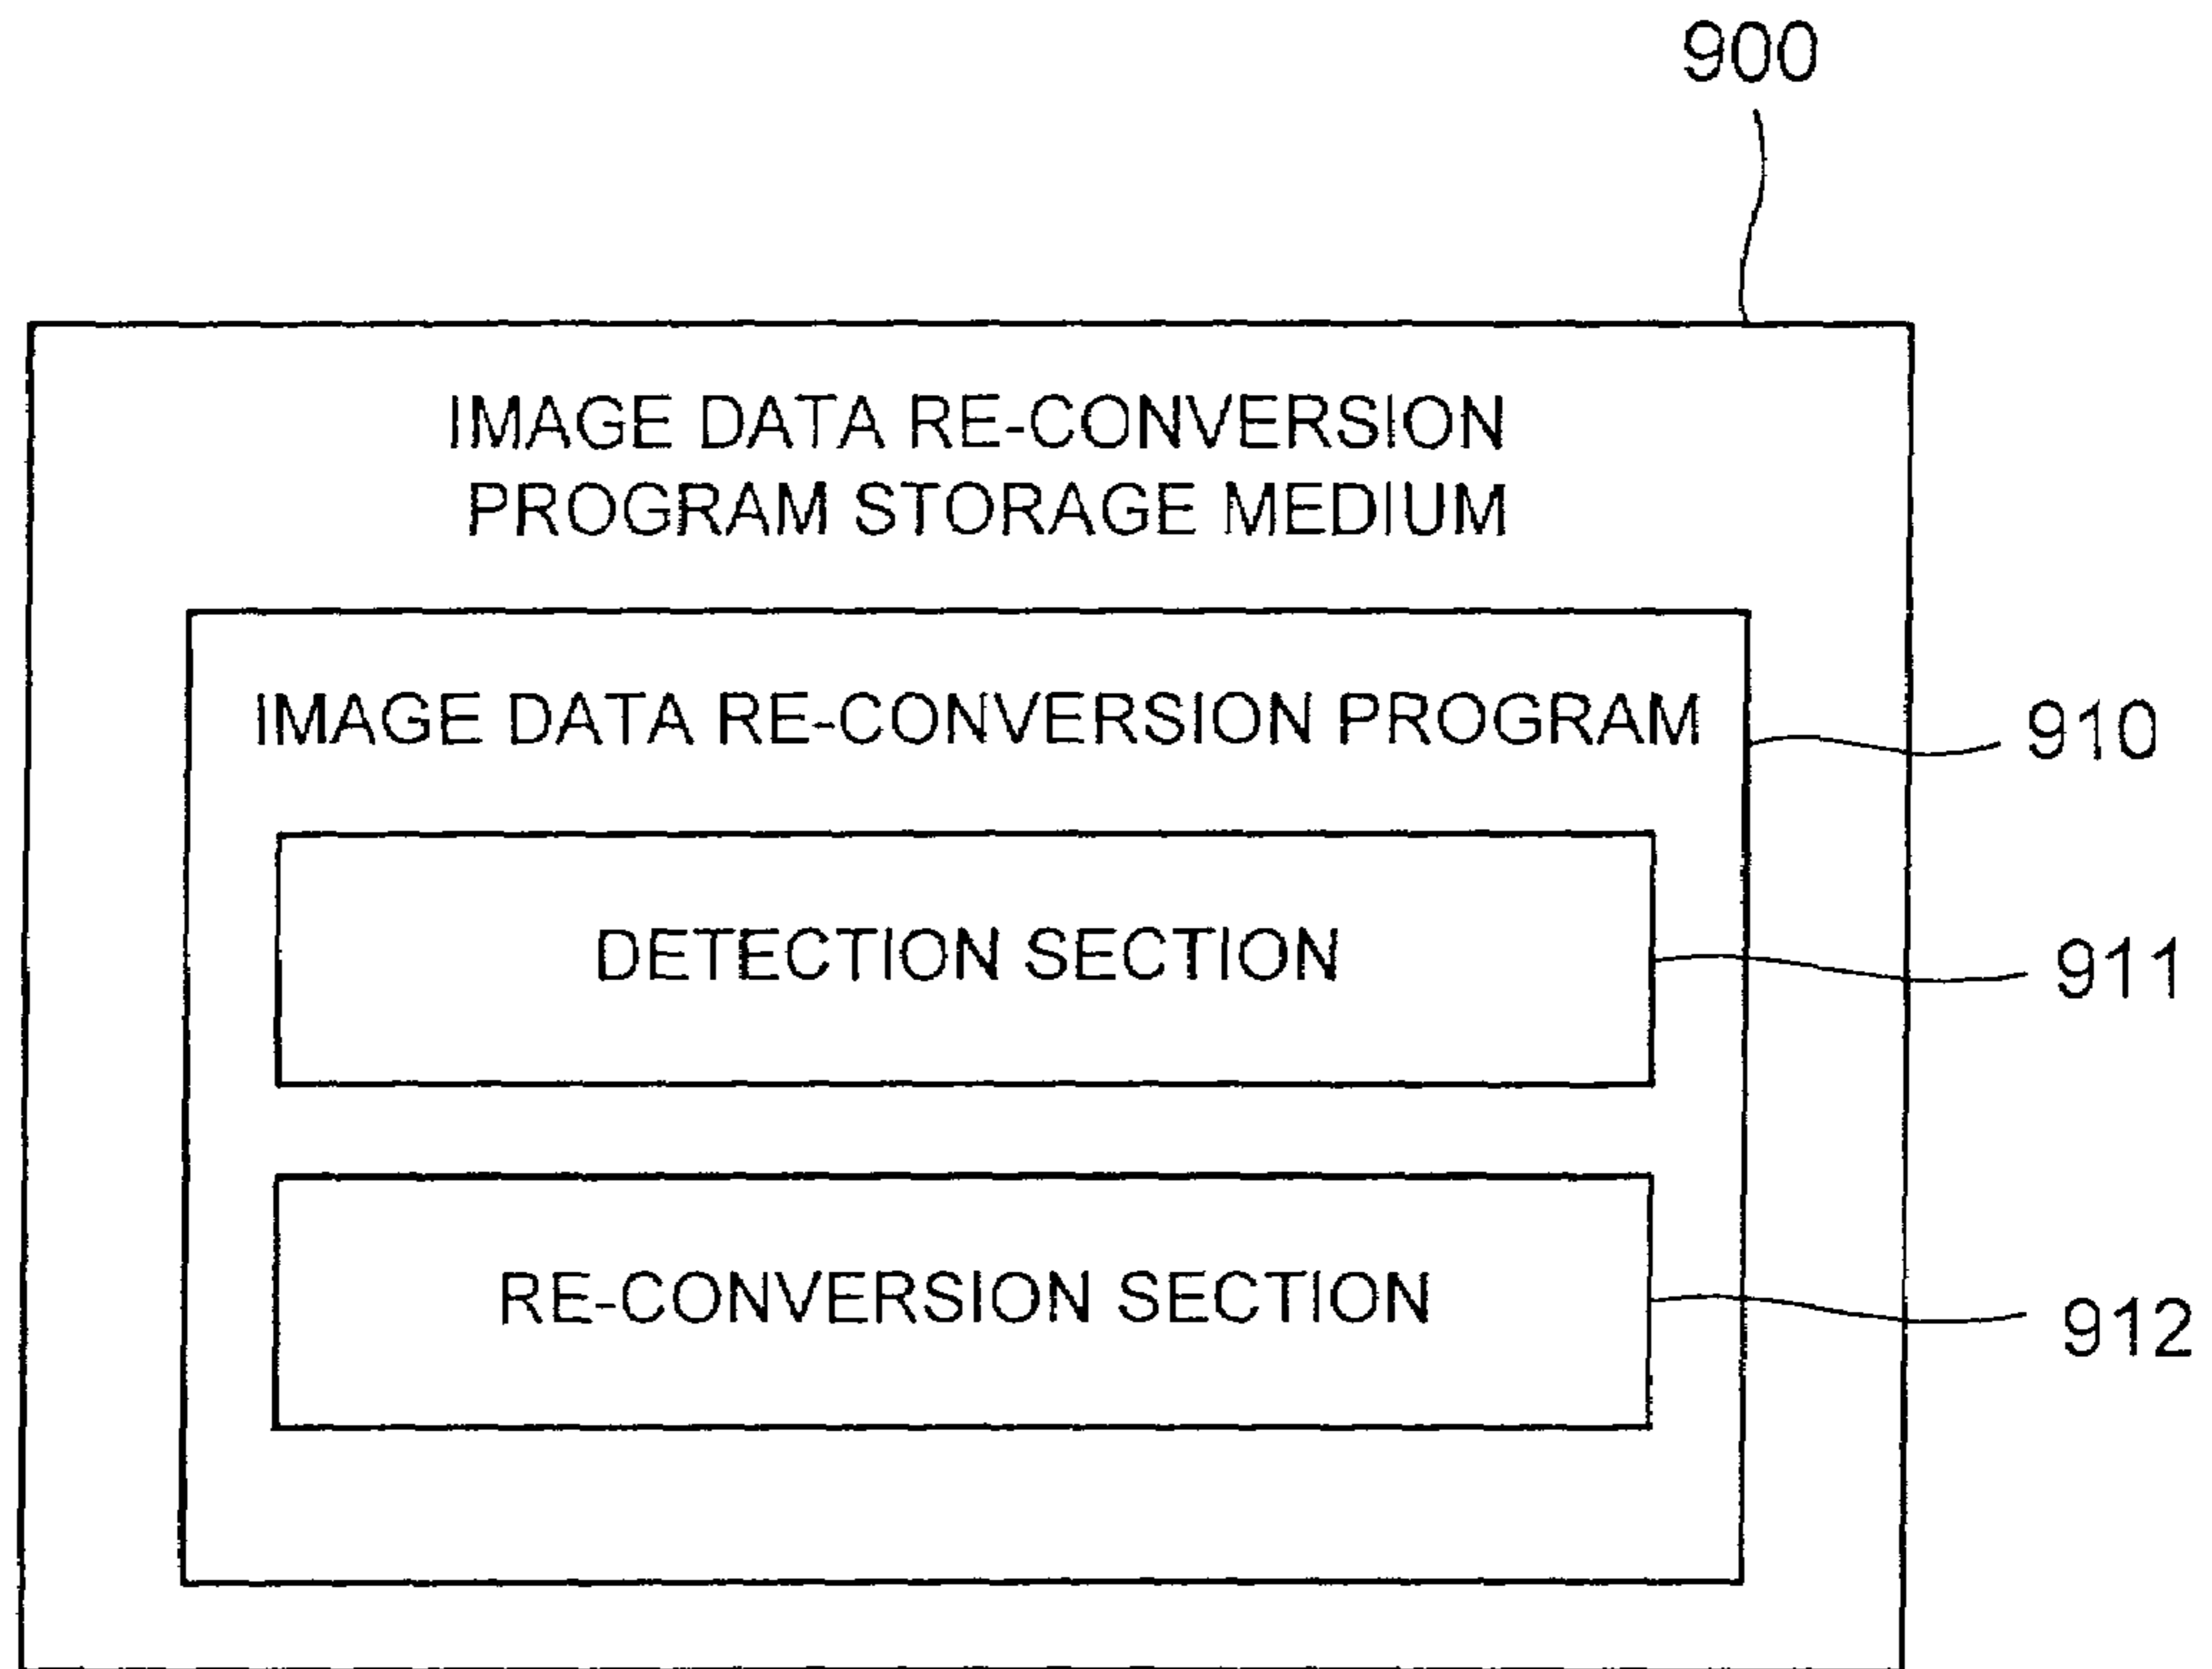 900
IMAGE DATA RE-CONVERSION
PROGRAM STORAGE MEDIUM
IMAGE DATA RE-CONVERSION PROGRAM
910
DETECTION SECTION
911
RE-CONVERSION SECTION
912